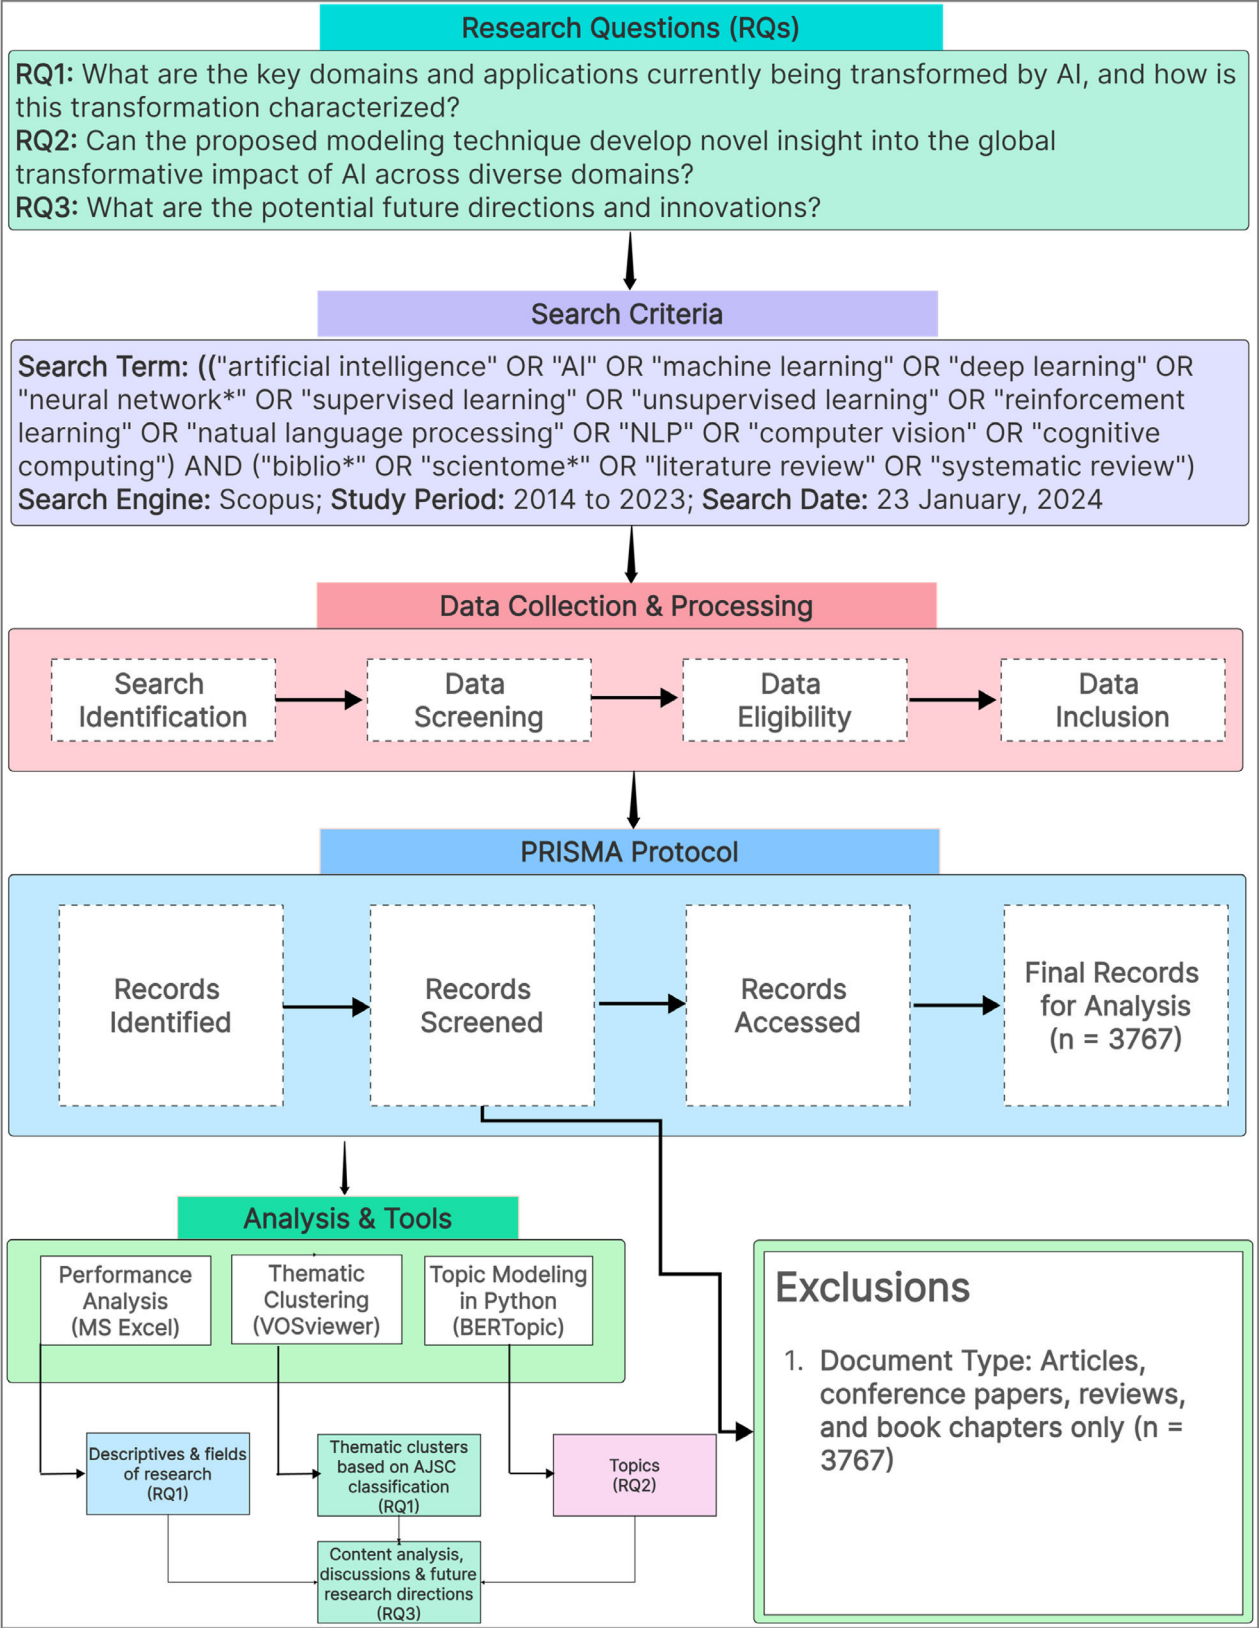 Research Questions (RQs)
RQ1: What are the key domains and applications currently being transformed by AI, and how is
this transformation characterized?
RQ2: Can the proposed modeling technique develop novel insight into the global
transformative impact of AI across diverse domains?
RQ3: What are the potential future directions and innovations?
Search Criteria
Search Term: (("artificial intelligence" OR "AI" OR "machine learning" OR "deep learning" OR
"neural network*" OR "supervised learning" OR "unsupervised learning" OR "reinforcement
learning" OR "natual language processing" OR "NLP" OR "computer vision" OR "cognitive
computing") AND ("biblio*" OR "scientome*" OR "literature review" OR "systematic review")
Search Engine: Scopus; Study Period: 2014 to 2023; Search Date: 23 January, 2024
Data Collection & Processing
Search
Identification
Data
Screening
Data
Eligibility
Data
Inclusion
PRISMA Protocol
Records
Identified
Records
Screened
Records
Accessed
Final Records
for Analysis
(n = 3767)
Analysis & Tools
Performance
Analysis
(MS Excel)
Thematic
Clustering
(VOSviewer)
Topic Modeling
in Python
(BERTopic)
Descriptives & fields
of research
(RQ1)
Thematic clusters
based on AJSC
classification
(RQ1)
Topics
(RQ2)
Content analysis,
discussions & future
research directions
(RQ3)
Exclusions
1. Document Type: Articles,
conference papers, reviews,
and book chapters only (n =
3767)